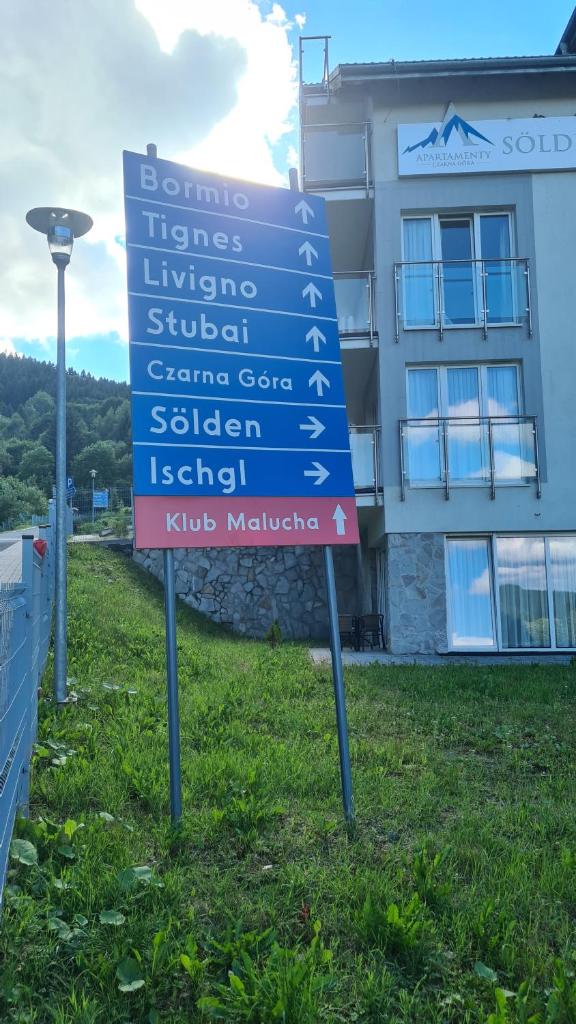 Bormio ↑
Tignes ↑
Livigno ↑
Stubai ↑
Czarna Góra ↑
Sölden →
Ischgl →
Klub Malucha ↑
APARTAMENTY
CZARNA GÓRA
SÖLD